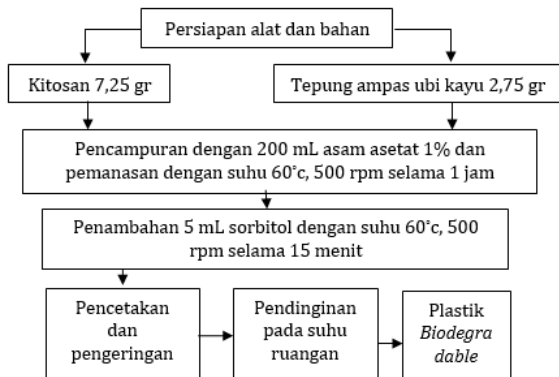 Persiapan alat dan bahan
Kitosan 7,25 gr
Tepung ampas ubi kayu 2,75 gr
Pencampuran dengan 200 mL asam asetat 1% dan
pemanasan dengan suhu 60˚c, 500 rpm selama 1 jam
Penambahan 5 mL sorbitol dengan suhu 60˚c, 500
rpm selama 15 menit
Pencetakan
dan
pengeringan
Pendinginan
pada suhu
ruangan
Plastik
Biodegra
dable